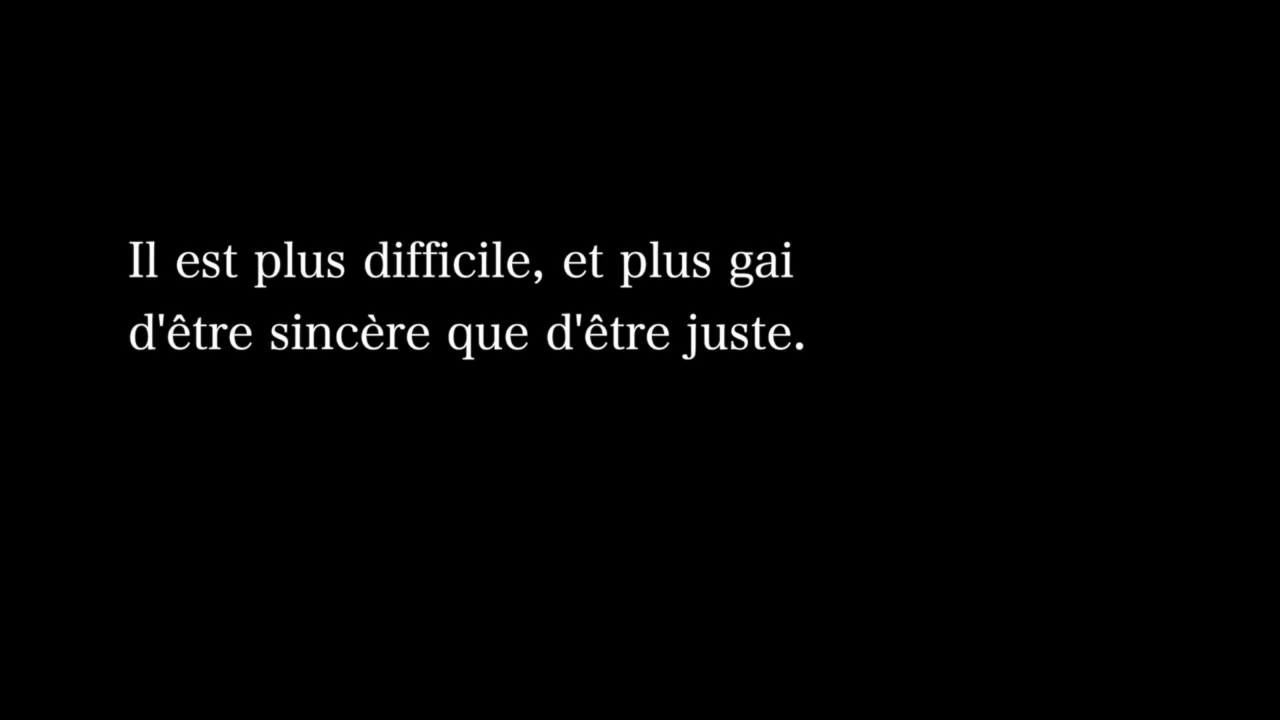 Il est plus difficile, et plus gai
d'être sincère que d'être juste.